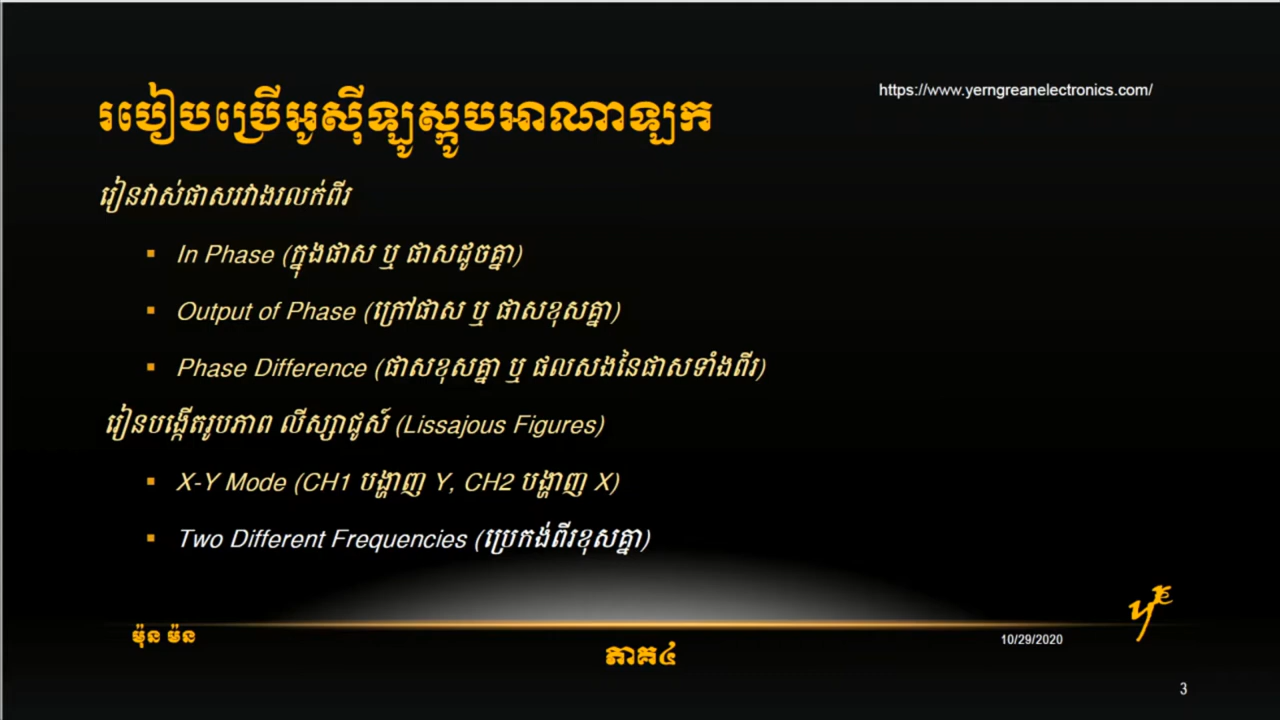 https://www.yerngreanelectronics.com/
របៀបប្រើអូស៊ីឡូស្កូបអាណាឡូក
រៀនវាស់ផាសរវាងរលក់ពីរ
▪ In Phase (ក្នុងផាស ឬ ផាសដូចគ្នា)
▪ Output of Phase (ក្រៅផាស ឬ ផាសខុសគ្នា)
▪ Phase Difference (ផាសខុសគ្នា ឬ ផលសងនៃផាសទាំងពីរ)
រៀនបង្កើតរូបភាព លីស្សាជូស៍ (Lissajous Figures)
▪ X-Y Mode (CH1 បង្ហាញ Y, CH2 បង្ហាញ X)
▪ Two Different Frequencies (ប្រេកង់ពីរខុសគ្នា)
ម៉ុន ម៉ន
ភាគ៤
10/29/2020
3